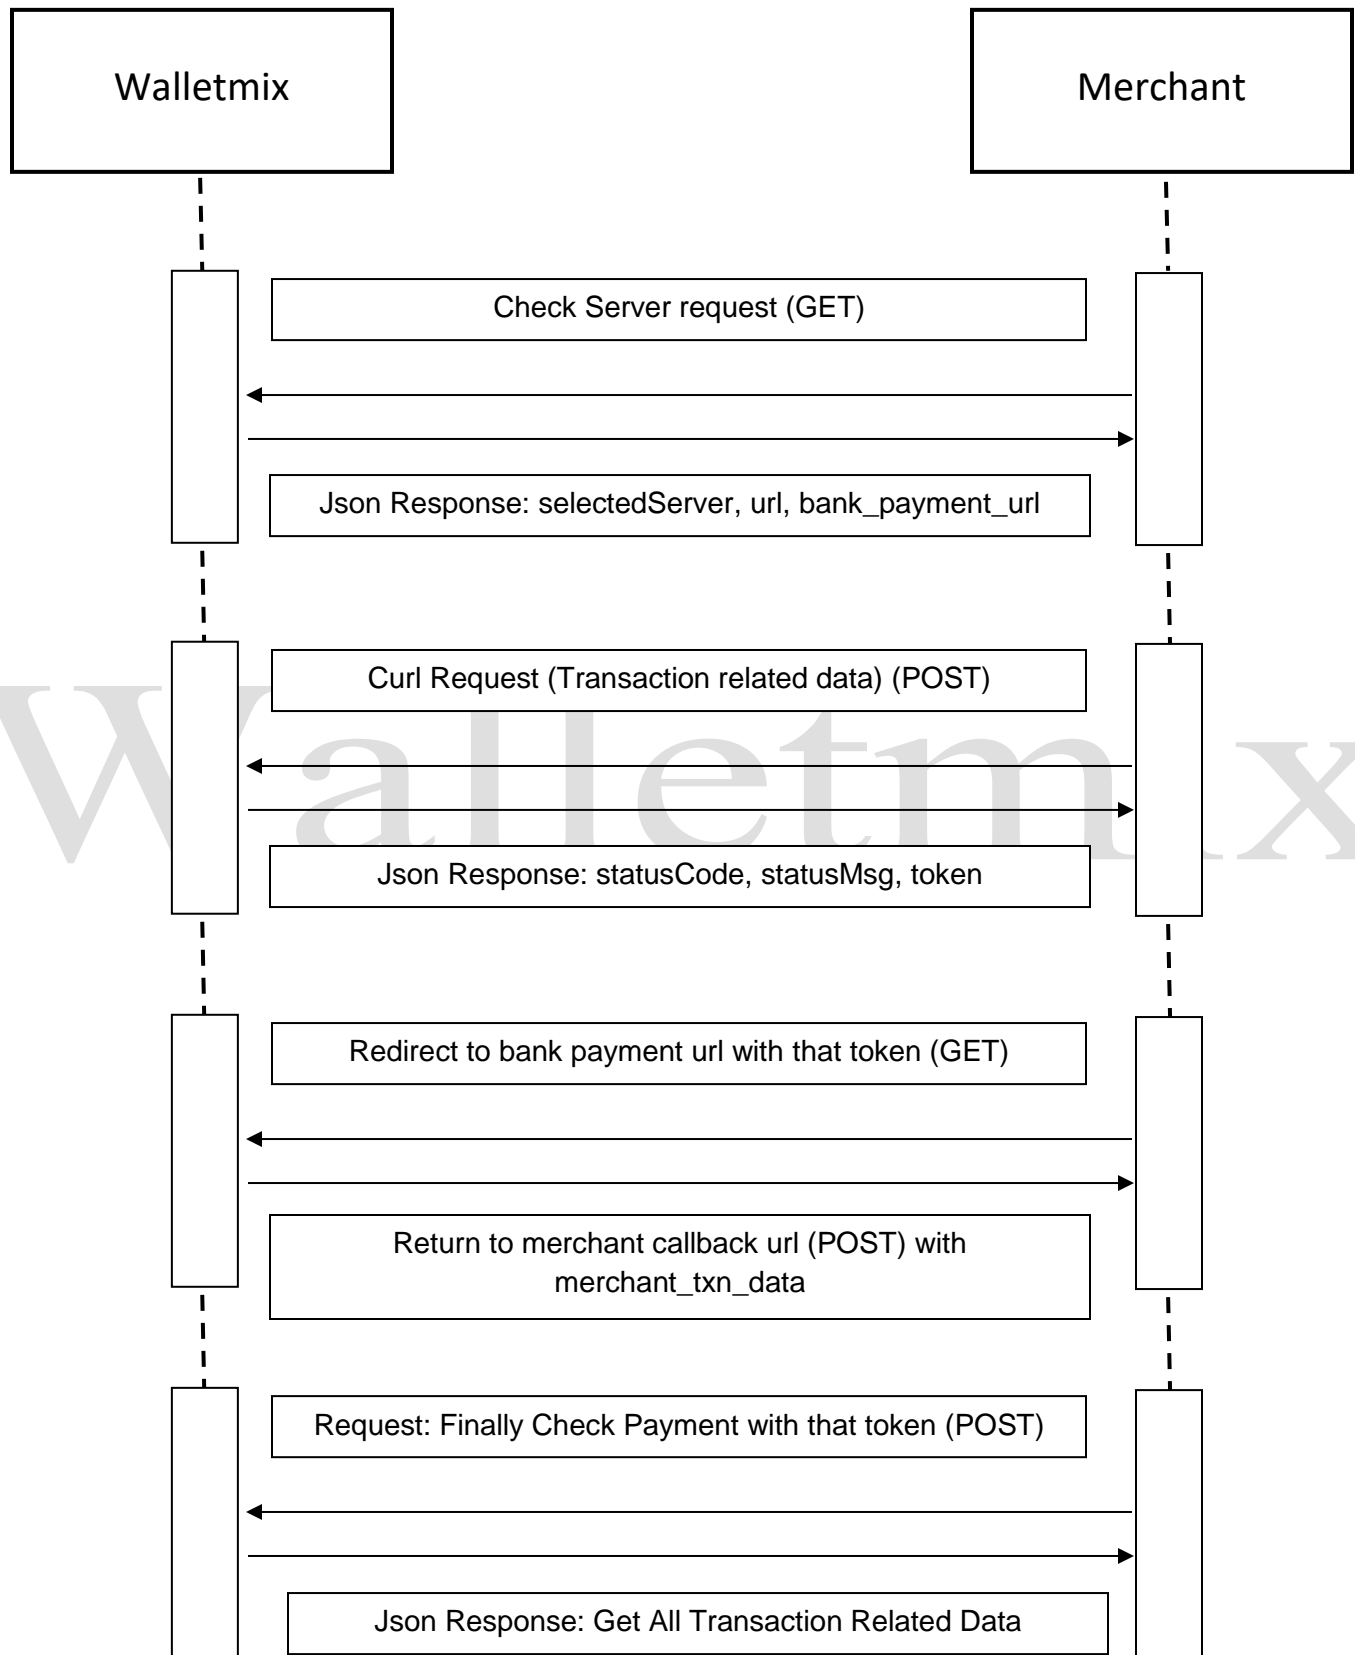 Walletmix
Merchant
Check Server request (GET)
Json Response: selectedServer, url, bank_payment_url
Curl Request (Transaction related data) (POST)
Walletmix
Json Response: statusCode, statusMsg, token
Redirect to bank payment url with that token (GET)
Return to merchant callback url (POST) with
merchant_txn_data
Request: Finally Check Payment with that token (POST)
Json Response: Get All Transaction Related Data